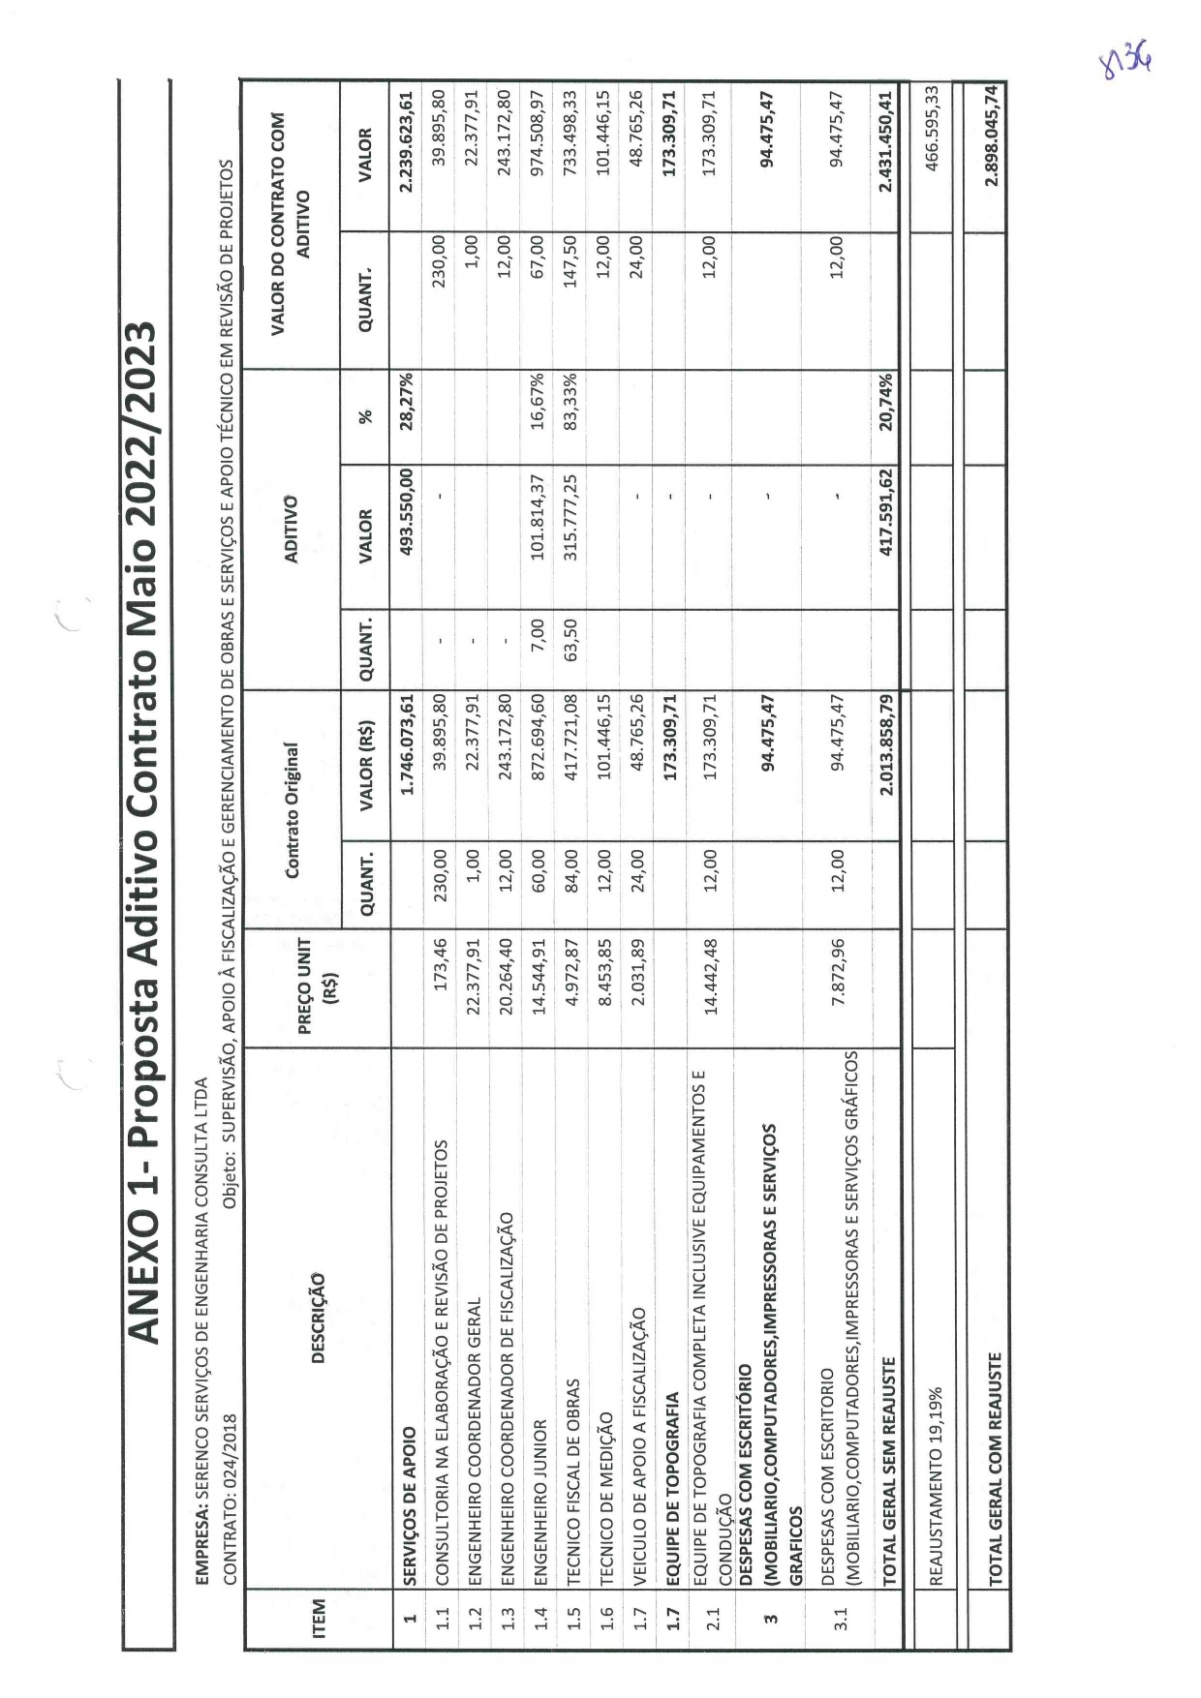 8136
ANEXO 1- Proposta Aditivo Contrato Maio 2022/2023
EMPRESA: SERENCO SERVIÇOS DE ENGENHARIA CONSULTA LTDA
CONTRATO: 024/2018 Objeto: SUPERVISÃO, APOIO À FISCALIZAÇÃO E GERENCIAMENTO DE OBRAS E SERVIÇOS E APOIO TÉCNICO EM REVISÃO DE PROJETOS
ITEM DESCRIÇÃO PREÇO UNIT (R$) Contrato Original ADITIVO VALOR DO CONTRATO COM ADITIVO
QUANT. VALOR (R$) QUANT. VALOR % QUANT. VALOR
1 SERVIÇOS DE APOIO 1.746.073,61 493.550,00 28,27% 2.239.623,61
1.1 CONSULTORIA NA ELABORAÇÃO E REVISÃO DE PROJETOS 173,46 230,00 39.895,80 - - 230,00 39.895,80
1.2 ENGENHEIRO COORDENADOR GERAL 22.377,91 1,00 22.377,91 - 1,00 22.377,91
1.3 ENGENHEIRO COORDENADOR DE FISCALIZAÇÃO 20.264,40 12,00 243.172,80 - 12,00 243.172,80
1.4 ENGENHEIRO JUNIOR 14.544,91 60,00 872.694,60 7,00 101.814,37 16,67% 67,00 974.508,97
1.5 TECNICO FISCAL DE OBRAS 4.972,87 84,00 417.721,08 63,50 315.777,25 83,33% 147,50 733.498,33
1.6 TECNICO DE MEDIÇÃO 8.453,85 12,00 101.446,15 12,00 101.446,15
1.7 VEICULO DE APOIO A FISCALIZAÇÃO 2.031,89 24,00 48.765,26 - 24,00 48.765,26
1.7 EQUIPE DE TOPOGRAFIA 173.309,71 - 173.309,71
2.1 EQUIPE DE TOPOGRAFIA COMPLETA INCLUSIVE EQUIPAMENTOS E
CONDUÇÃO 14.442,48 12,00 173.309,71 - 12,00 173.309,71
DESPESAS COM ESCRITÓRIO
3 (MOBILIARIO,COMPUTADORES,IMPRESSORAS E SERVIÇOS 94.475,47 - 94.475,47
GRAFICOS
3.1 DESPESAS COM ESCRITORIO 7.872,96 12,00 94.475,47 - 12,00 94.475,47
(MOBILIARIO,COMPUTADORES,IMPRESSORAS E SERVIÇOS GRÁFICOS
TOTAL GERAL SEM REAJUSTE 2.013.858,79 417.591,62 20,74% 2.431.450,41
REAJUSTAMENTO 19,19% 466.595,33
TOTAL GERAL COM REAJUSTE 2.898.045,74